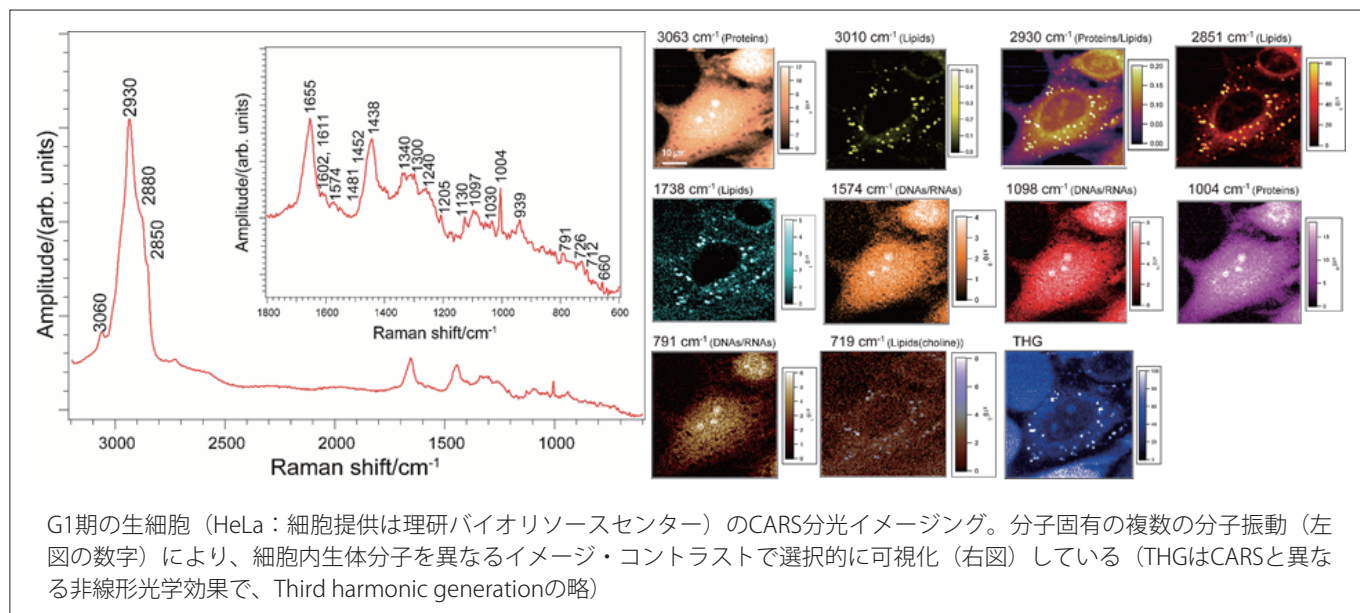 Amplitude/(arb. units)
2930
2880
2850
3060
3000
2500
2000
1500
1000
Raman shift/cm⁻¹
Amplitude/(arb. units)
1655
1602, 1611
1574
1481
1452
1438
1340
1300
1240
1205
1130
1097
1030
1004
939
791
726
712
660
1800
1600
1400
1200
1000
800
600
Raman shift/cm⁻¹
3063 cm⁻¹ (Proteins)
3010 cm⁻¹ (Lipids)
2930 cm⁻¹ (Proteins/Lipids)
2851 cm⁻¹ (Lipids)
10 μm
1738 cm⁻¹ (Lipids)
1574 cm⁻¹ (DNAs/RNAs)
1098 cm⁻¹ (DNAs/RNAs)
1004 cm⁻¹ (Proteins)
791 cm⁻¹ (DNAs/RNAs)
719 cm⁻¹ (Lipids(choline))
THG
G1期の生細胞（HeLa：細胞提供は理研バイオリソースセンター）のCARS分光イメージング。分子固有の複数の分子振動（左
図の数字）により、細胞内生体分子を異なるイメージ・コントラストで選択的に可視化（右図）している（THGはCARSと異な
る非線形光学効果で、Third harmonic generationの略）